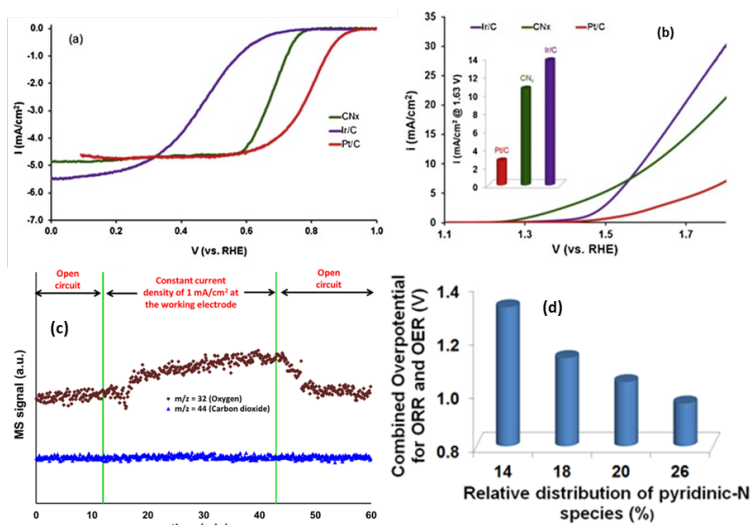 (a)
I (mA/cm²)
0.0
-1.0
-2.0
-3.0
-4.0
-5.0
-6.0
-7.0
CNx
Ir/C
Pt/C
0.0 0.2 0.4 0.6 0.8 1.0
V (vs. RHE)
(b)
Ir/C CNx Pt/C
i (mA/cm²)
35
30
25
20
15
10
5
0
I (mA/cm² @ 1.63 V)
14
12
10
8
6
4
2
0
Pt/C
CNx
Ir/C
1.1 1.3 1.5 1.7
V (vs. RHE)
Open
circuit
Constant current
density of 1 mA/cm² at
the working electrode
Open
circuit
(c)
MS signal (a.u.)
m/z = 32 (Oxygen)
m/z = 44 (Carbon dioxide)
0 10 20 30 40 50 60
(d)
Combined Overpotential
for ORR and OER (V)
1.4
1.2
1.0
0.8
14 18 20 26
Relative distribution of pyridinic-N
species (%)